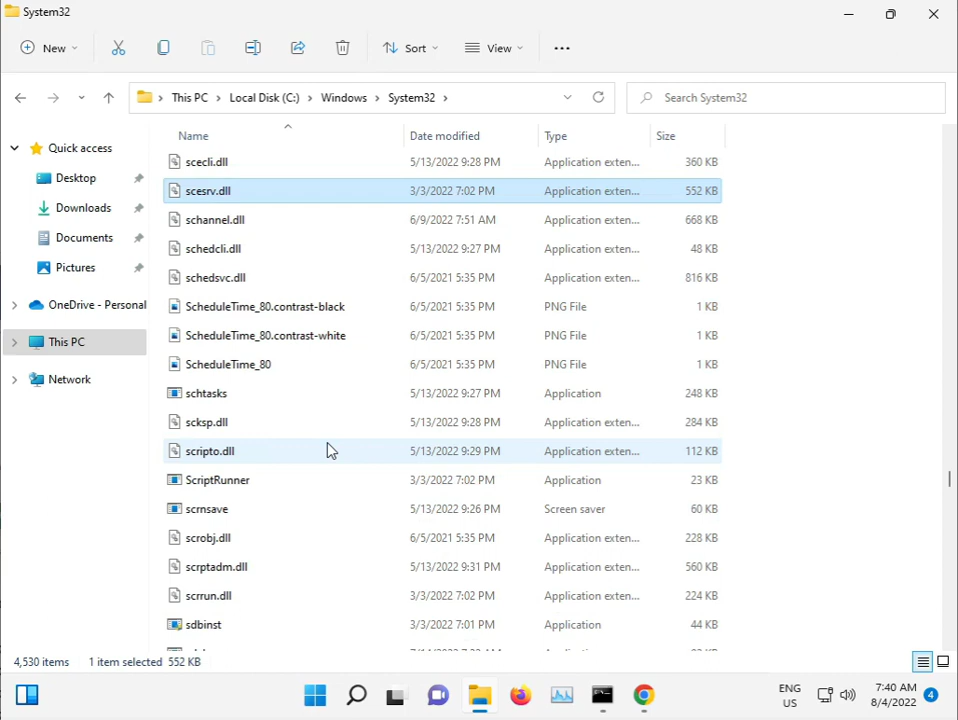 System32
New
Sort
View
This PC
Local Disk (C:)
Windows
System32
Search System32
Quick access
Desktop
Downloads
Documents
Pictures
OneDrive - Personal
This PC
Network
Name Date modified Type Size
scecli.dll 5/13/2022 9:28 PM Application exten... 360 KB
scesrv.dll 3/3/2022 7:02 PM Application exten... 552 KB
schannel.dll 6/9/2022 7:51 AM Application exten... 668 KB
schedcli.dll 5/13/2022 9:27 PM Application exten... 48 KB
schedsvc.dll 6/5/2021 5:35 PM Application exten... 816 KB
ScheduleTime_80.contrast-black 6/5/2021 5:35 PM PNG File 1 KB
ScheduleTime_80.contrast-white 6/5/2021 5:35 PM PNG File 1 KB
ScheduleTime_80 6/5/2021 5:35 PM PNG File 1 KB
schtasks 5/13/2022 9:27 PM Application 248 KB
scksp.dll 5/13/2022 9:28 PM Application exten... 284 KB
scripto.dll 5/13/2022 9:29 PM Application exten... 112 KB
ScriptRunner 3/3/2022 7:02 PM Application 23 KB
scrnsave 5/13/2022 9:26 PM Screen saver 60 KB
scrobj.dll 6/5/2021 5:35 PM Application exten... 228 KB
scrptadm.dll 5/13/2022 9:31 PM Application exten... 560 KB
scrrun.dll 3/3/2022 7:02 PM Application exten... 224 KB
sdbinst 3/3/2022 7:01 PM Application 44 KB
4,530 items 1 item selected 552 KB
ENG
US
7:40 AM
8/4/2022
4